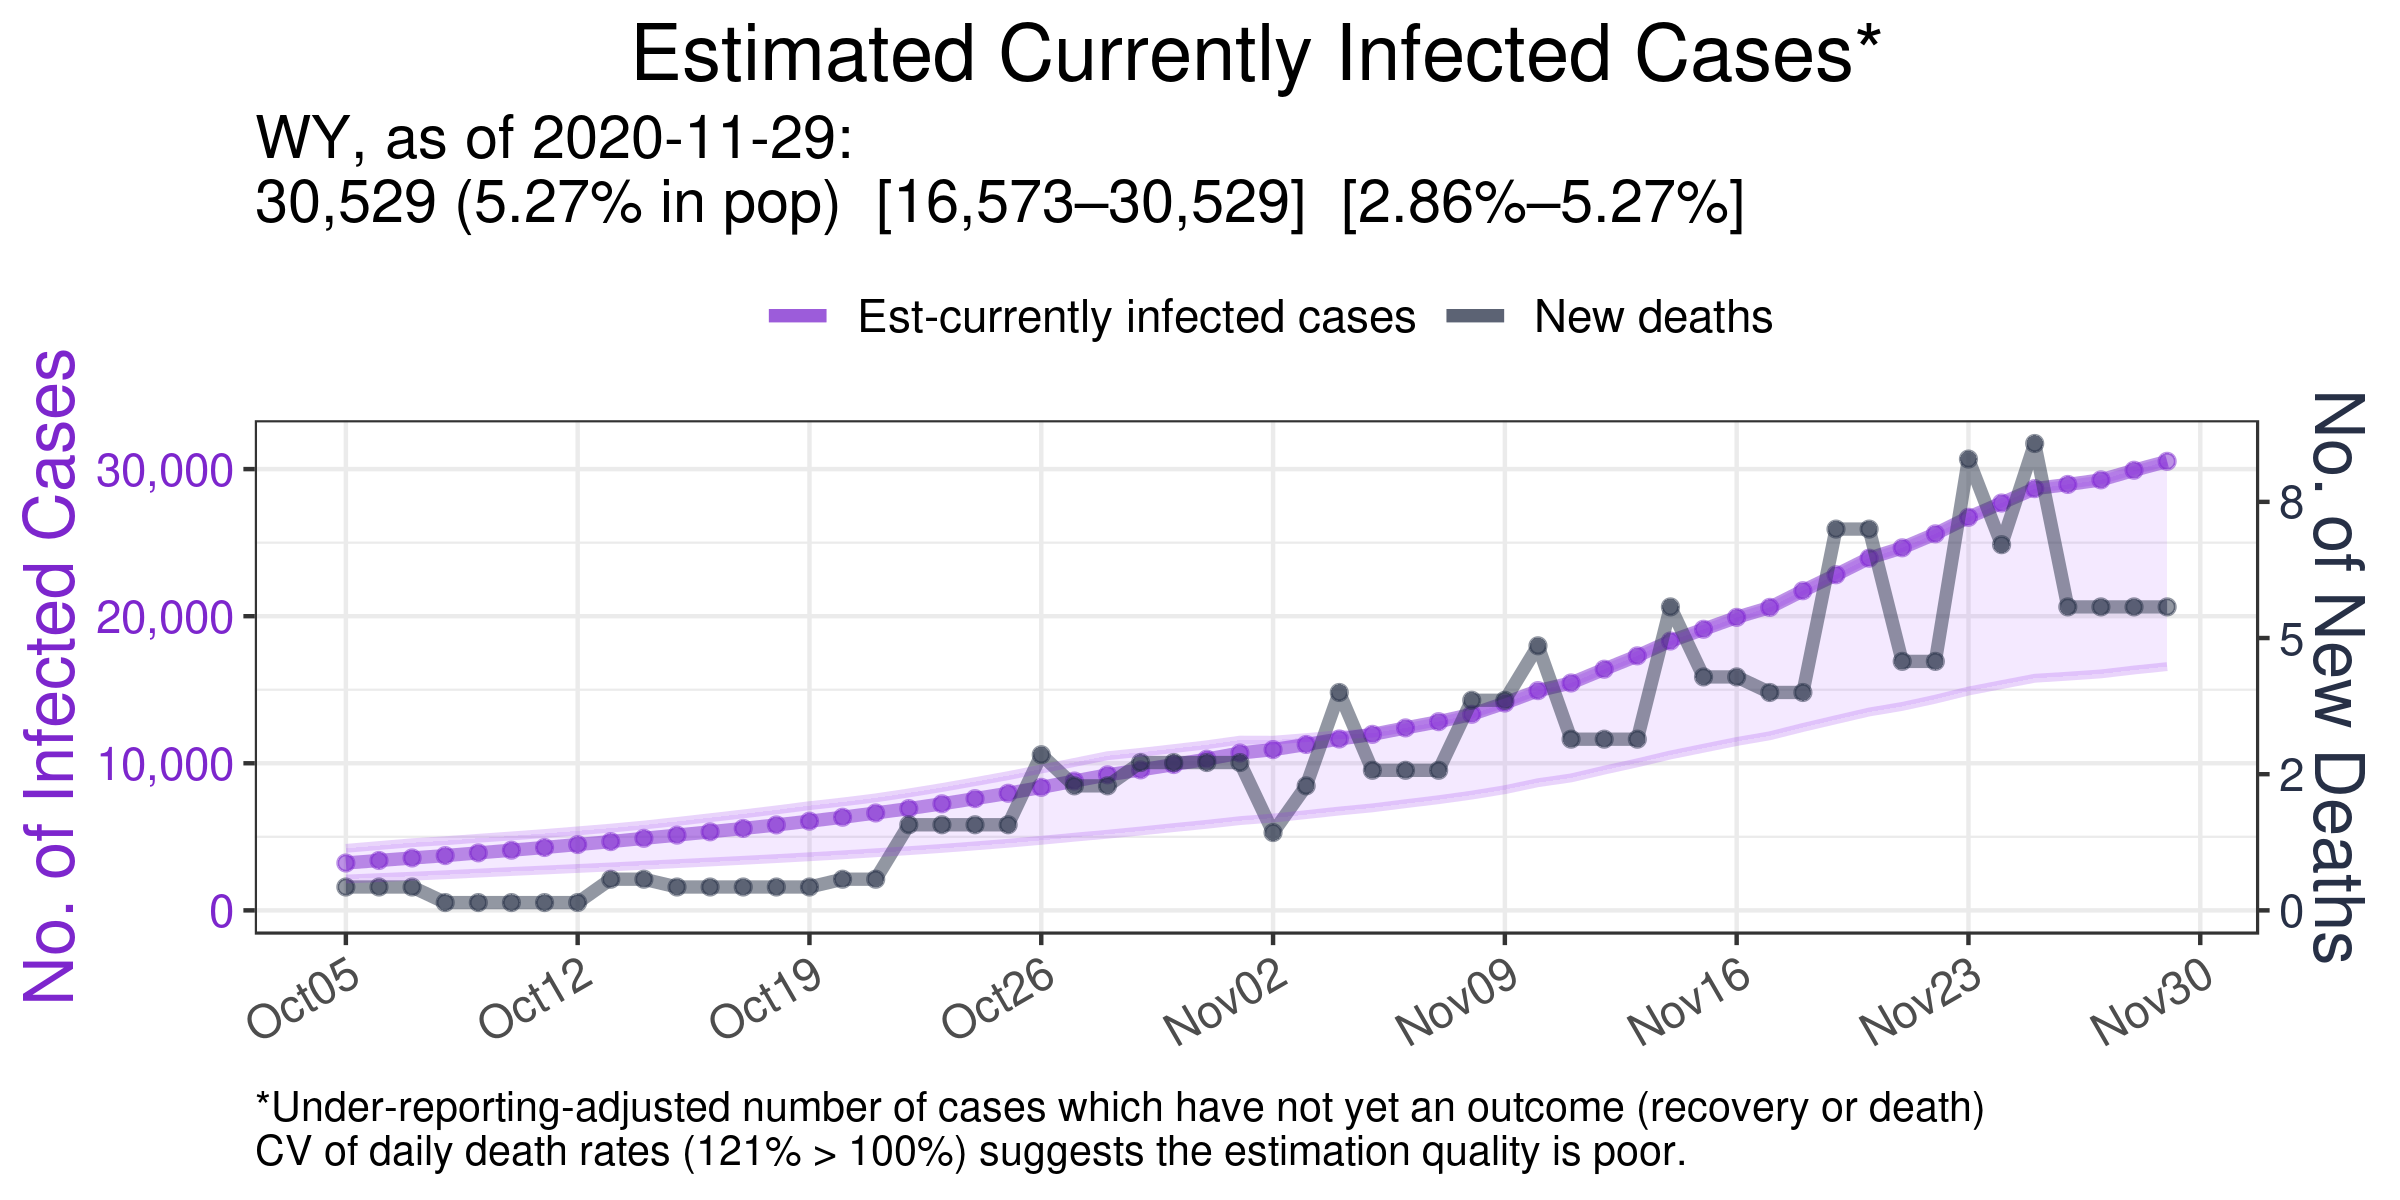 Estimated Currently Infected Cases*
WY, as of 2020-11-29:
30,529 (5.27% in pop)  [16,573–30,529]  [2.86%–5.27%]
Est-currently infected cases
New deaths
No. of Infected Cases
30,000
20,000
10,000
0
No. of New Deaths
8
5
2
0
Oct05
Oct12
Oct19
Oct26
Nov02
Nov09
Nov16
Nov23
Nov30
*Under-reporting-adjusted number of cases which have not yet an outcome (recovery or death)
CV of daily death rates (121% > 100%) suggests the estimation quality is poor.